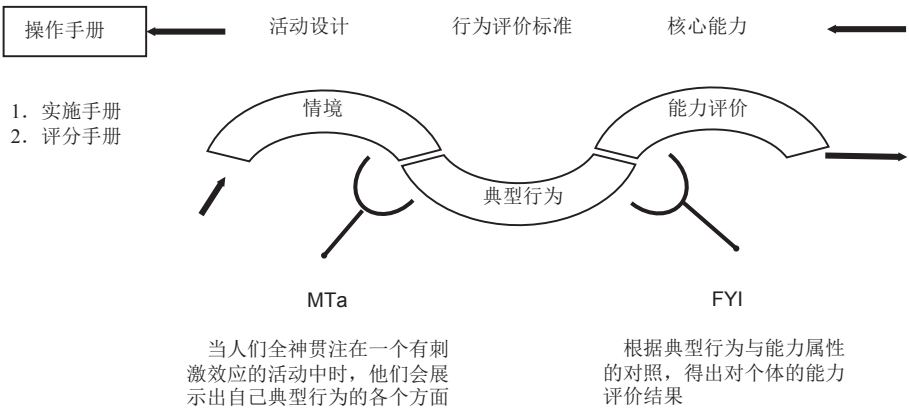 操作手册
活动设计
行为评价标准
核心能力
1．实施手册
2．评分手册
情境
能力评价
典型行为
MTa
FYI
当人们全神贯注在一个有刺
激效应的活动中时，他们会展
示出自己典型行为的各个方面
根据典型行为与能力属性
的对照，得出对个体的能力
评价结果